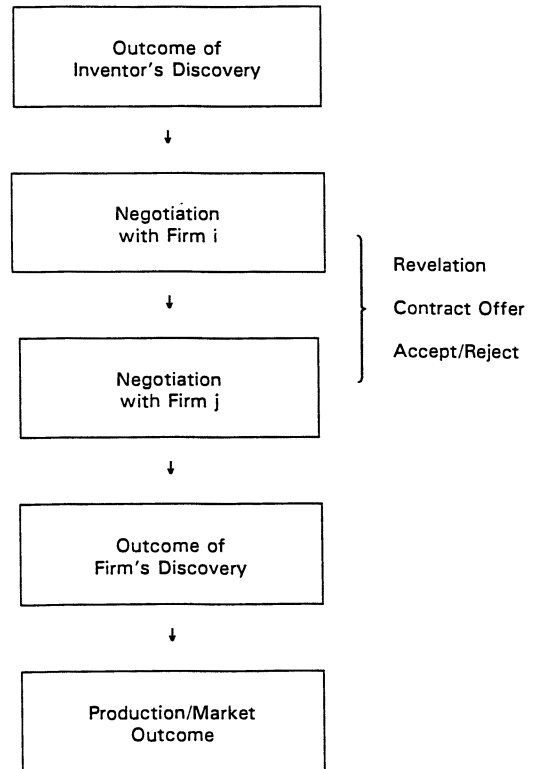 Outcome of
Inventor's Discovery
Negotiation
with Firm i
Revelation
Contract Offer
Accept/Reject
Negotiation
with Firm j
Outcome of
Firm's Discovery
Production/Market
Outcome